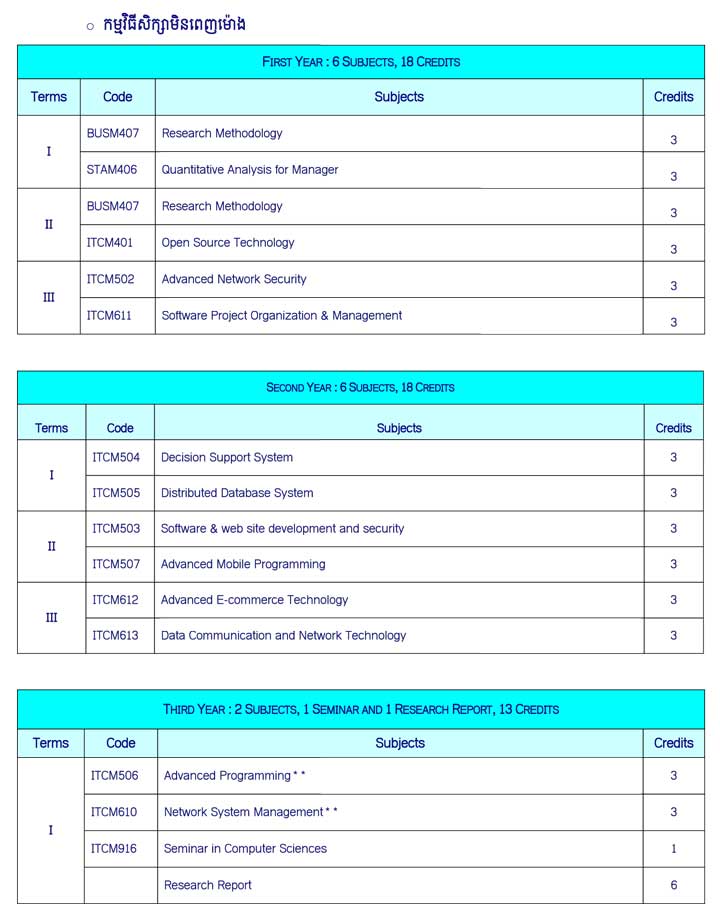 ○ កម្មវិធីសិក្សាមិនពេញម៉ោង
FIRST YEAR : 6 SUBJECTS, 18 CREDITS
Terms Code Subjects Credits
I BUSM407 Research Methodology 3
STAM406 Quantitative Analysis for Manager 3
II BUSM407 Research Methodology 3
ITCM401 Open Source Technology 3
III ITCM502 Advanced Network Security 3
ITCM611 Software Project Organization & Management 3
SECOND YEAR : 6 SUBJECTS, 18 CREDITS
Terms Code Subjects Credits
I ITCM504 Decision Support System 3
ITCM505 Distributed Database System 3
II ITCM503 Software & web site development and security 3
ITCM507 Advanced Mobile Programming 3
III ITCM612 Advanced E-commerce Technology 3
ITCM613 Data Communication and Network Technology 3
THIRD YEAR : 2 SUBJECTS, 1 SEMINAR AND 1 RESEARCH REPORT, 13 CREDITS
Terms Code Subjects Credits
I ITCM506 Advanced Programming** 3
ITCM610 Network System Management** 3
ITCM916 Seminar in Computer Sciences 1
Research Report 6